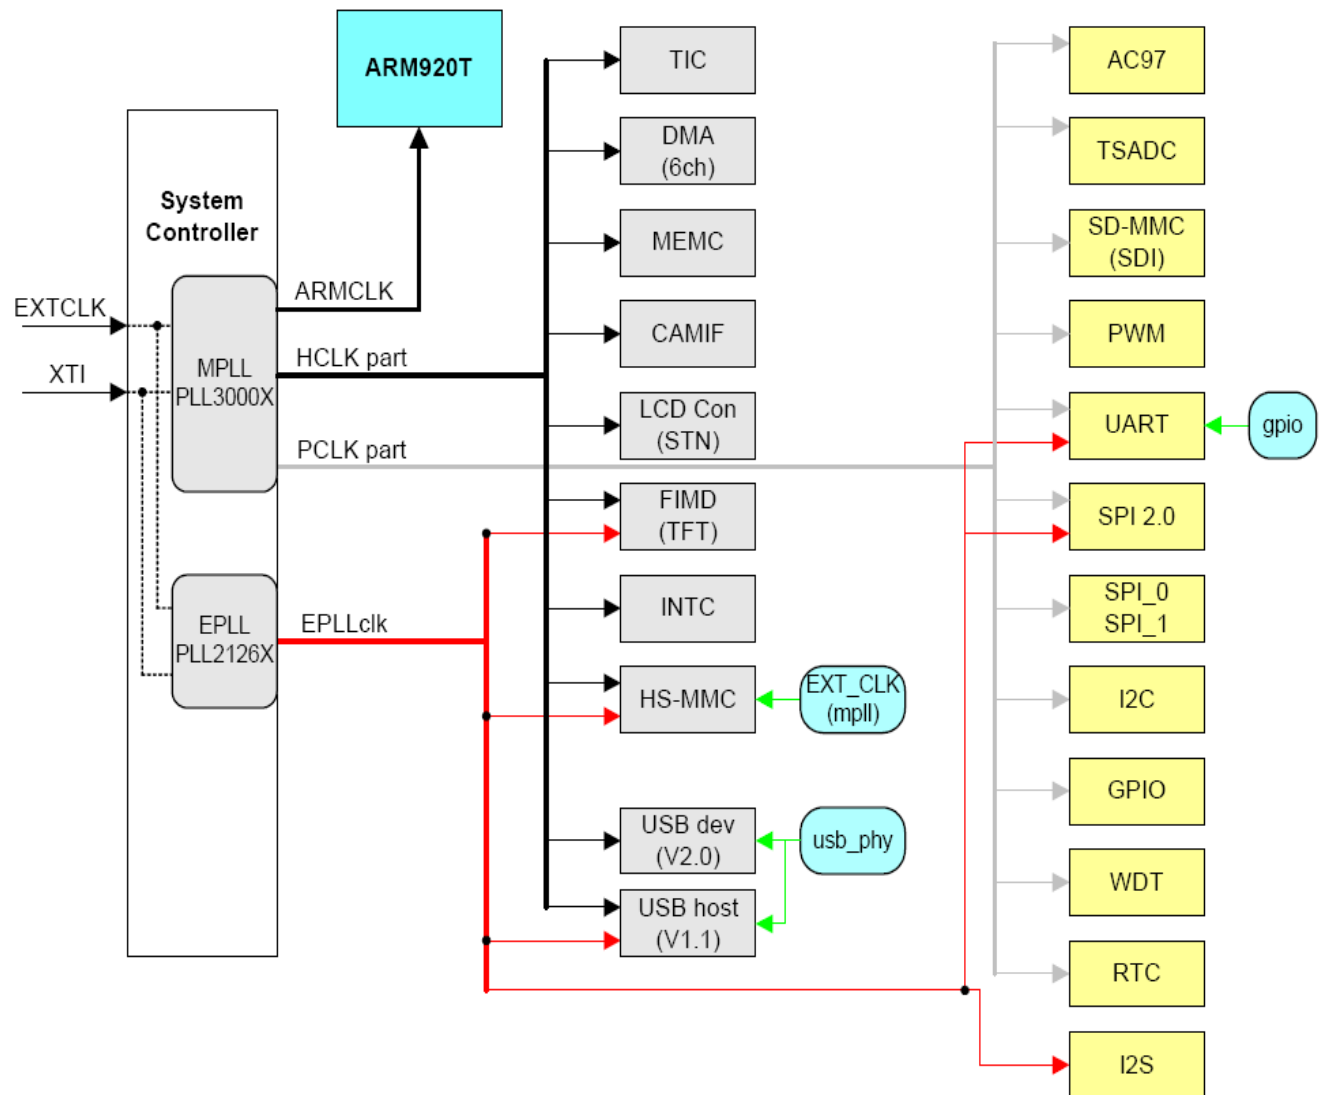 ARM920T
System
Controller
EXTCLK
XTI
MPLL
PLL3000X
EPLL
PLL2126X
ARMCLK
HCLK part
PCLK part
EPLLclk
TIC
DMA
(6ch)
MEMC
CAMIF
LCD Con
(STN)
FIMD
(TFT)
INTC
HS-MMC
EXT_CLK
(mpll)
USB dev
(V2.0)
usb_phy
USB host
(V1.1)
AC97
TSADC
SD-MMC
(SDI)
PWM
UART
gpio
SPI 2.0
SPI_0
SPI_1
I2C
GPIO
WDT
RTC
I2S